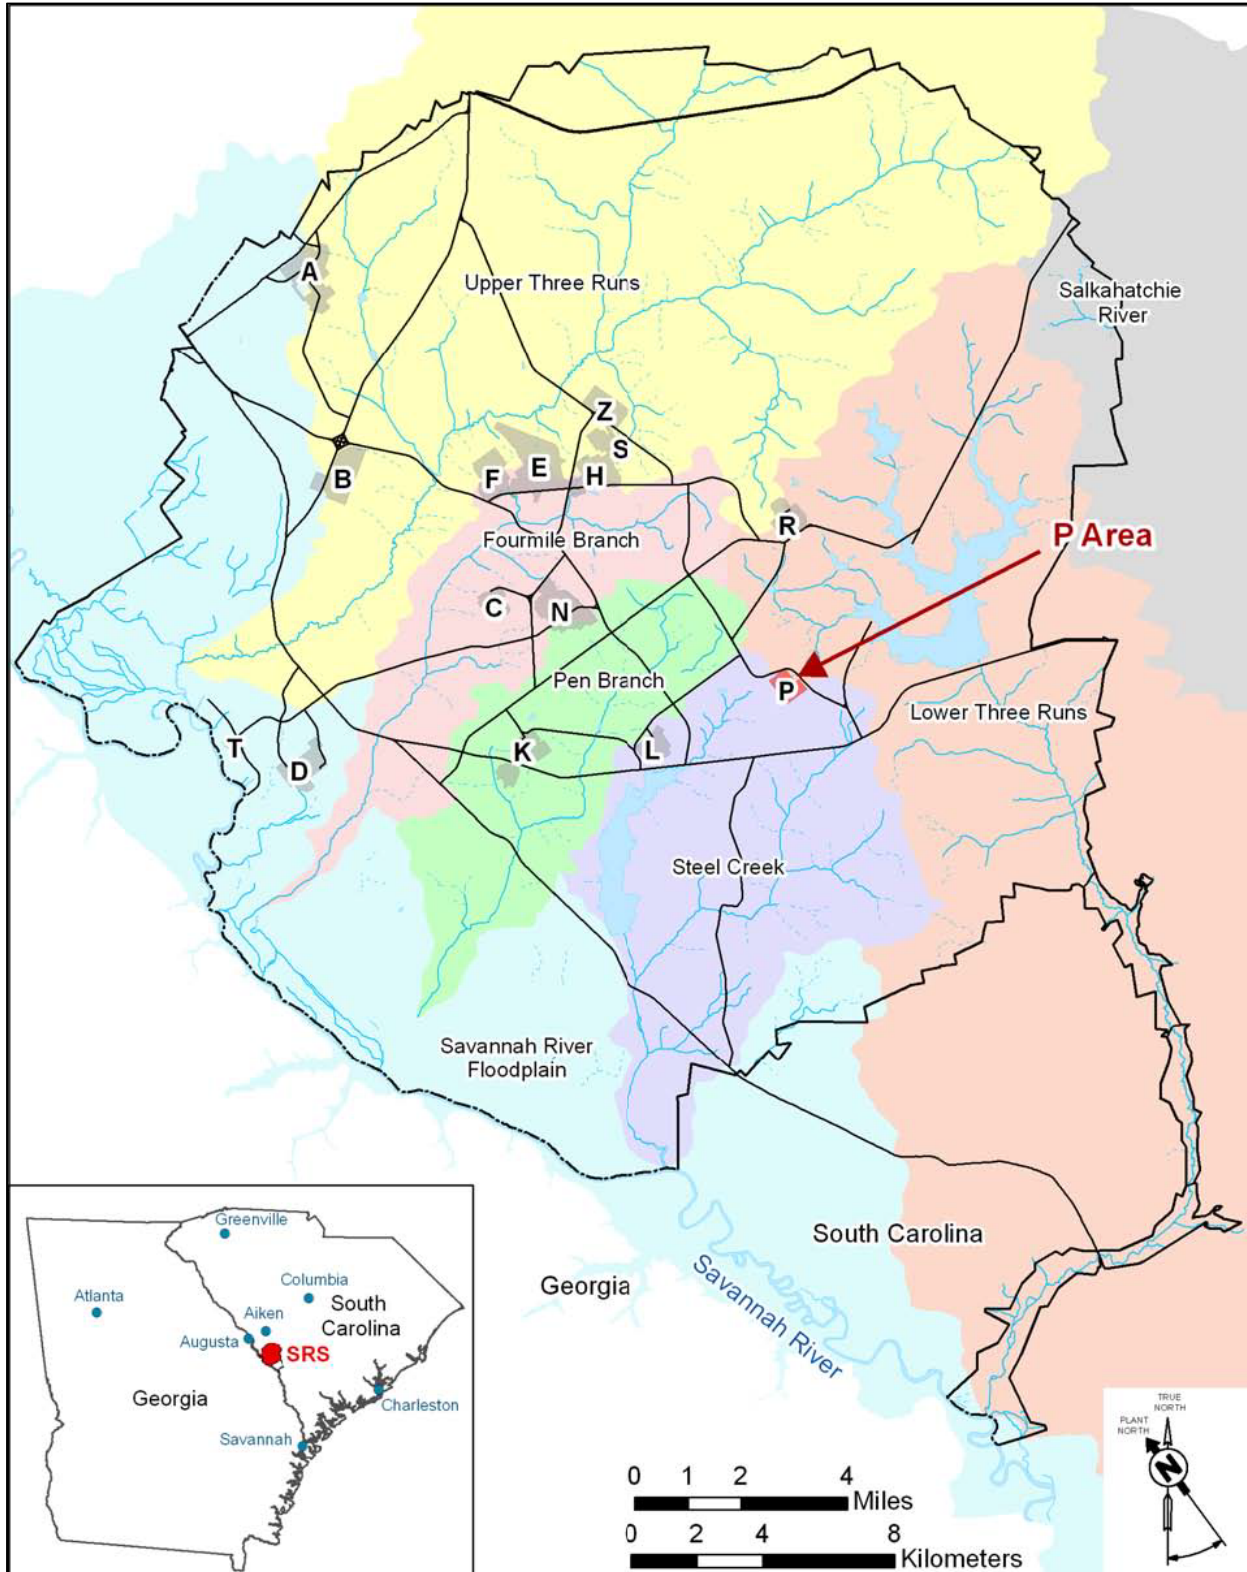 A
Upper Three Runs
Salkahatchie
River
Z
S
B
F
E
H
R
Fourmile Branch
P Area
C
N
Pen Branch
P
Lower Three Runs
T
D
K
L
Steel Creek
Savannah River
Floodplain
South Carolina
Georgia
Savannah River
Greenville
Atlanta
Columbia
South
Carolina
Aiken
Augusta
SRS
Georgia
Charleston
Savannah
TRUE
NORTH
PLANT
NORTH
N
0 1 2 4
Miles
0 2 4 8
Kilometers